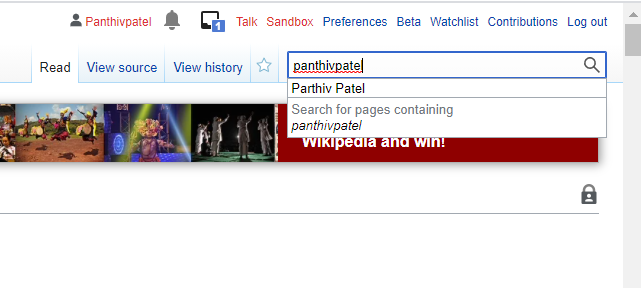 Panthivpatel 1 Talk Sandbox Preferences Beta Watchlist Contributions Log out
Read View source View history panthivpatel
Parthiv Patel
Search for pages containing
panthivpatel
Wikipedia and win!